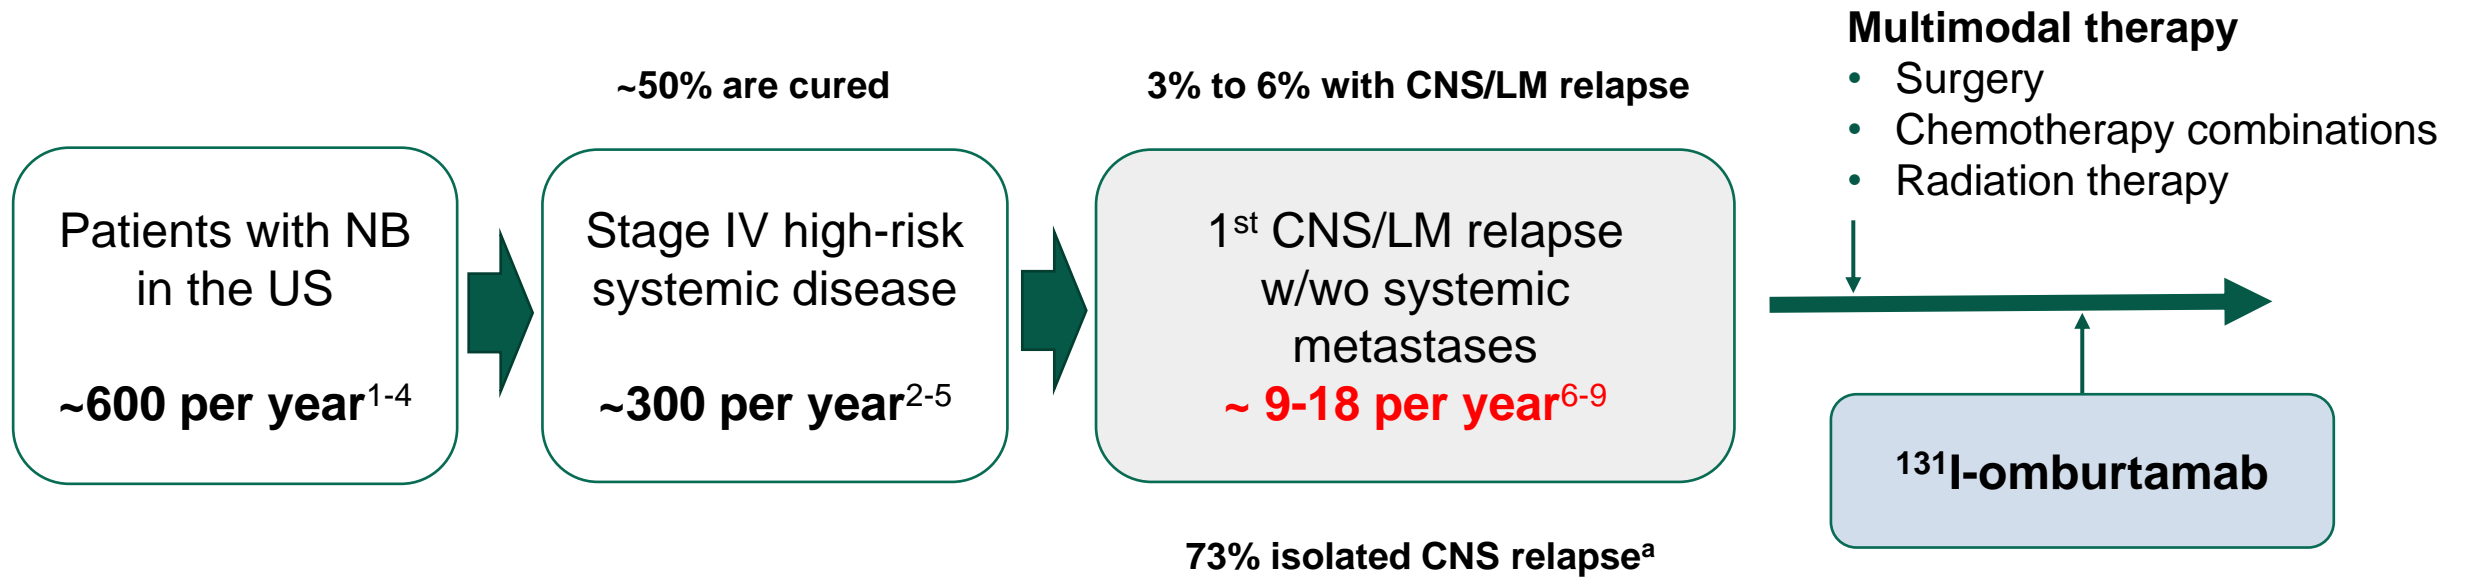 ~50% are cured
3% to 6% with CNS/LM relapse
Patients with NB
in the US
~600 per year1-4
Stage IV high-risk
systemic disease
~300 per year2-5
1st CNS/LM relapse
w/wo systemic
metastases
~ 9-18 per year6-9
73% isolated CNS relapsea
Multimodal therapy
• Surgery
• Chemotherapy combinations
• Radiation therapy
131I-omburtamab